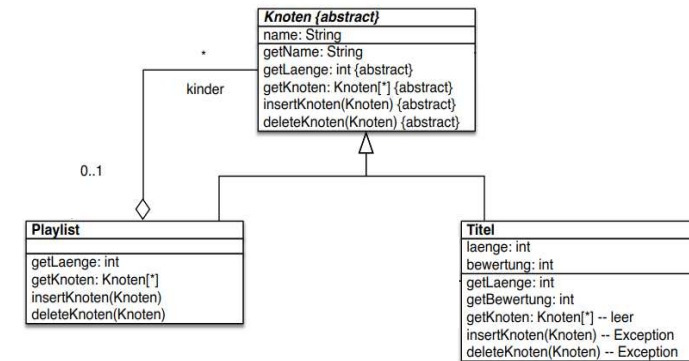 Knoten {abstract}
name: String
getName: String
getLaenge: int {abstract}
getKnoten: Knoten[*] {abstract}
insertKnoten(Knoten) {abstract}
deleteKnoten(Knoten) {abstract}
*
kinder
0..1
Playlist
getLaenge: int
getKnoten: Knoten[*]
insertKnoten(Knoten)
deleteKnoten(Knoten)
Titel
laenge: int
bewertung: int
getLaenge: int
getBewertung: int
getKnoten: Knoten[*] -- leer
insertKnoten(Knoten) -- Exception
deleteKnoten(Knoten) -- Exception